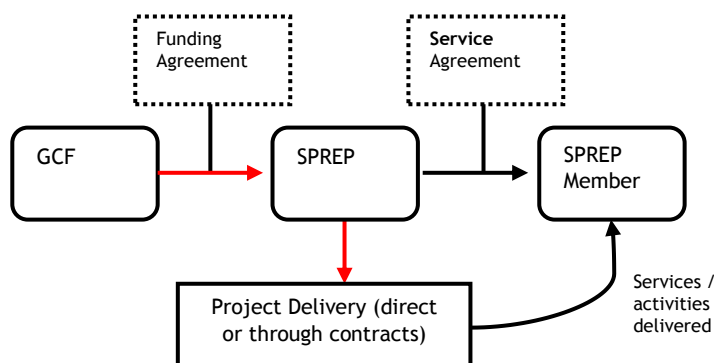 Funding
Agreement
Service
Agreement
GCF
SPREP
SPREP
Member
Project Delivery (direct
or through contracts)
Services /
activities
delivered